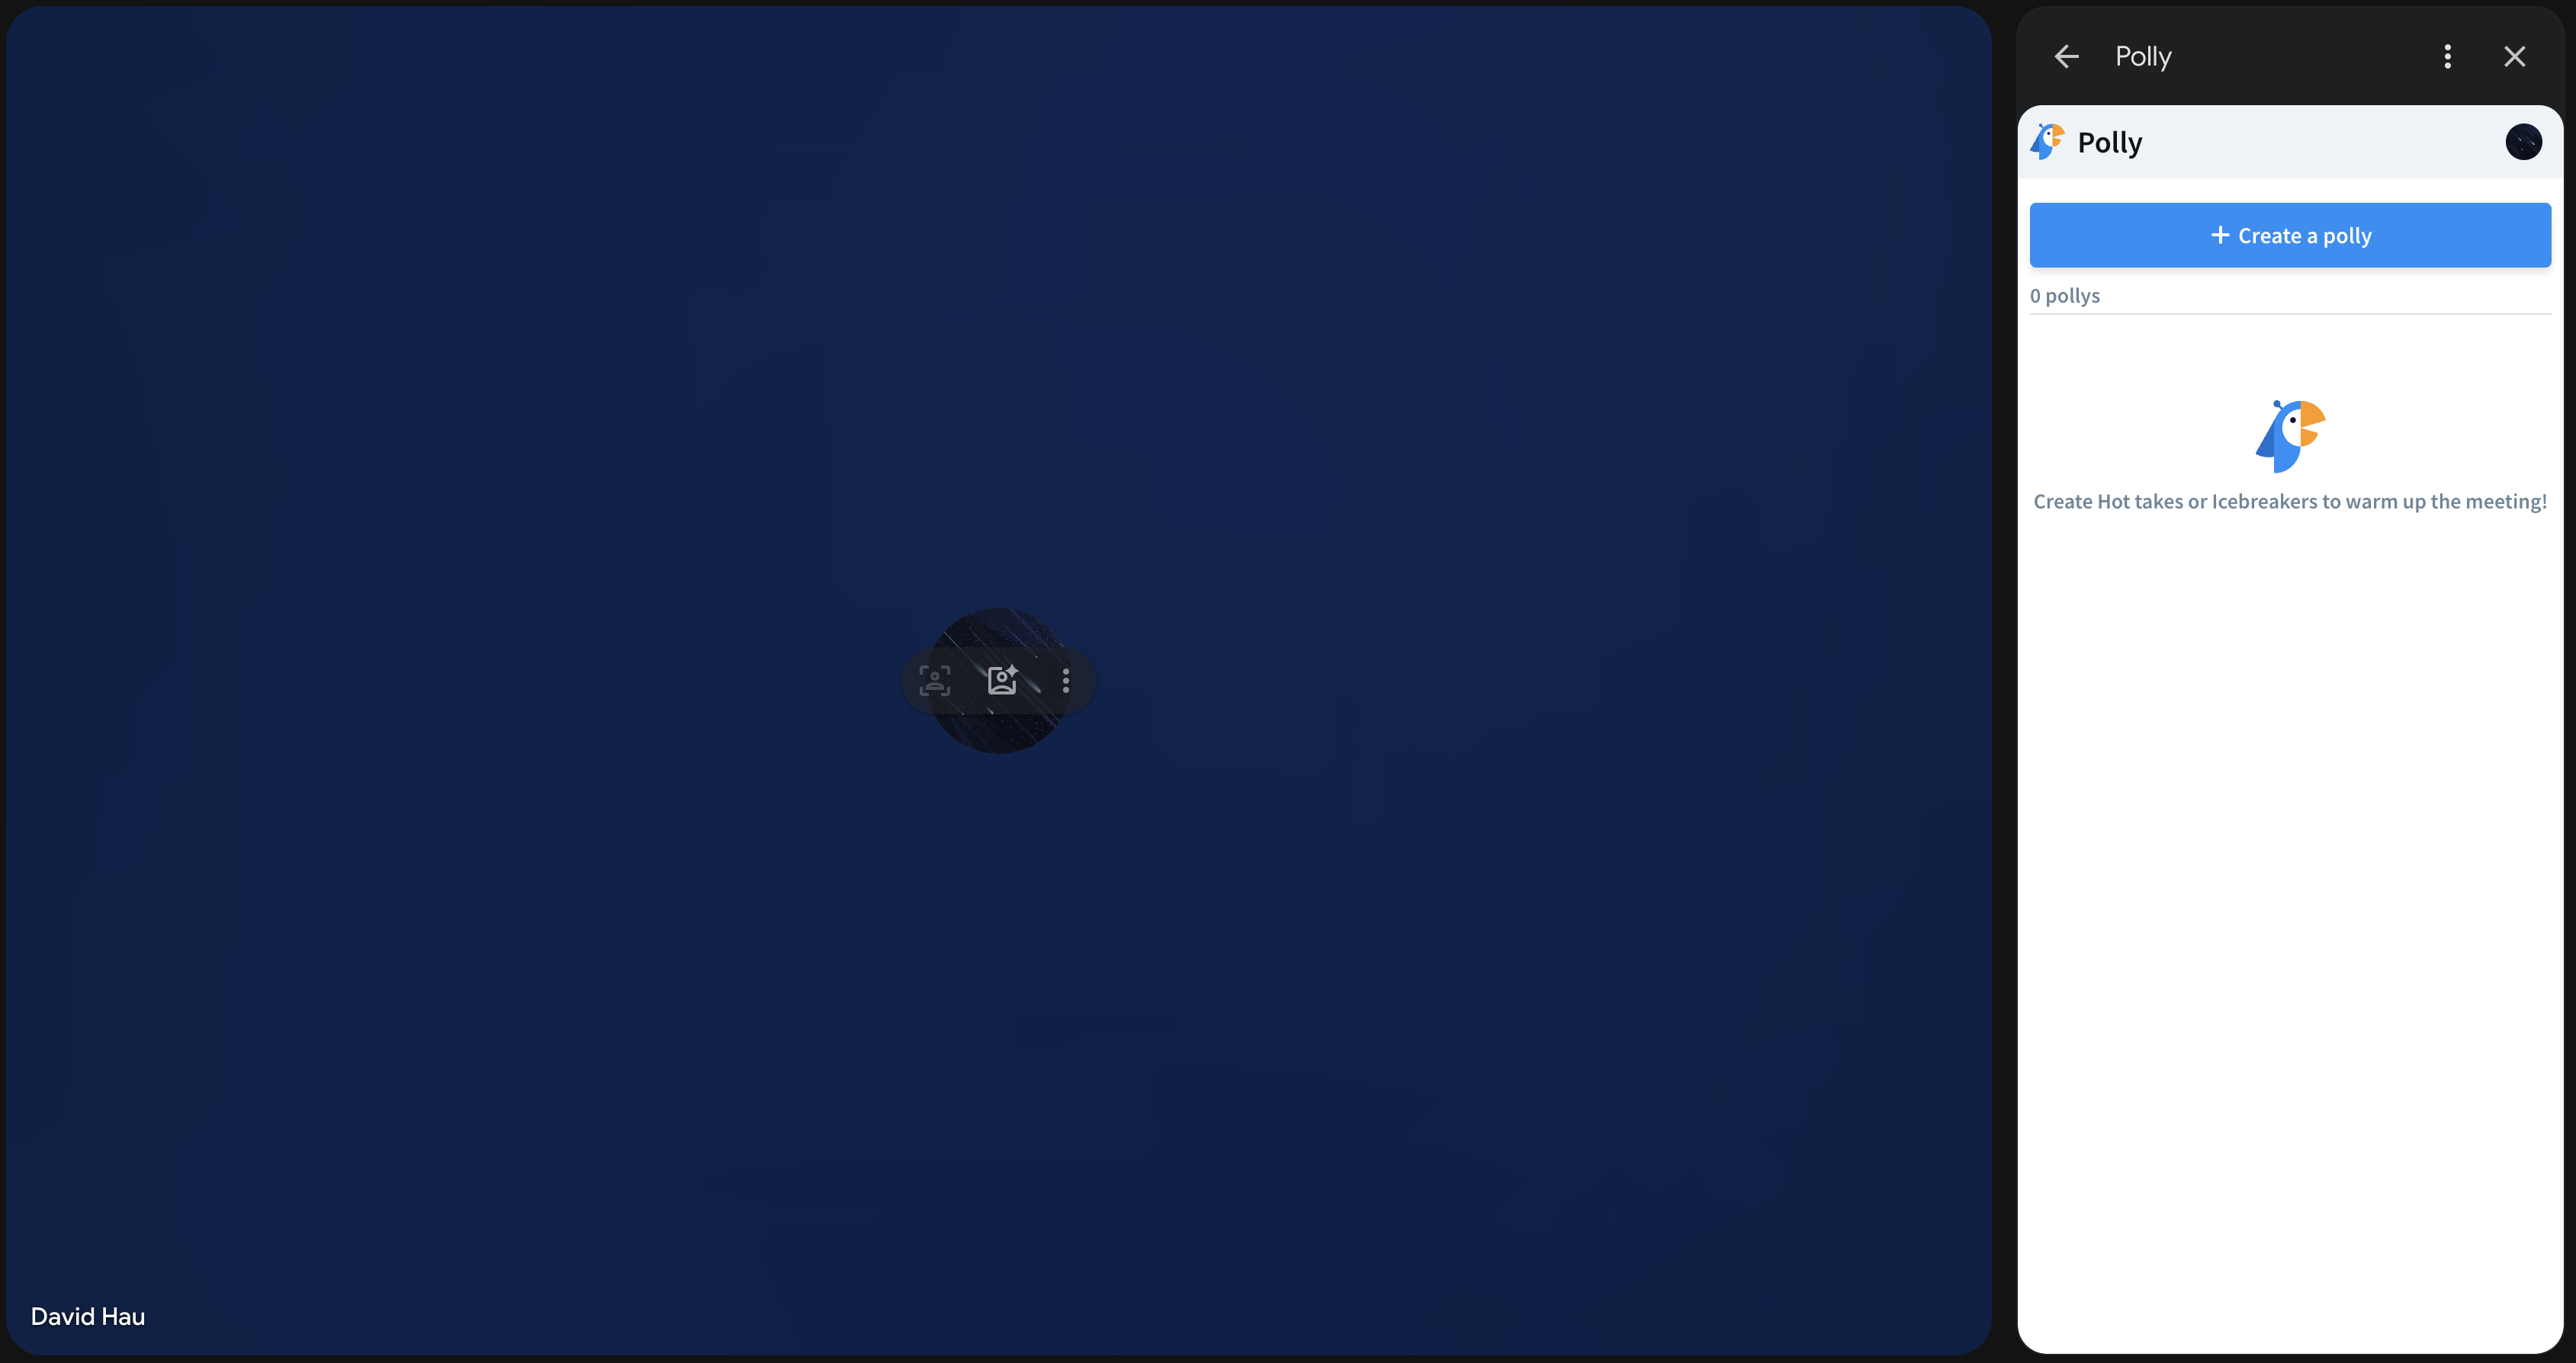 Polly
Polly
Create a polly
0 pollys
Create Hot takes or Icebreakers to warm up the meeting!
David Hau